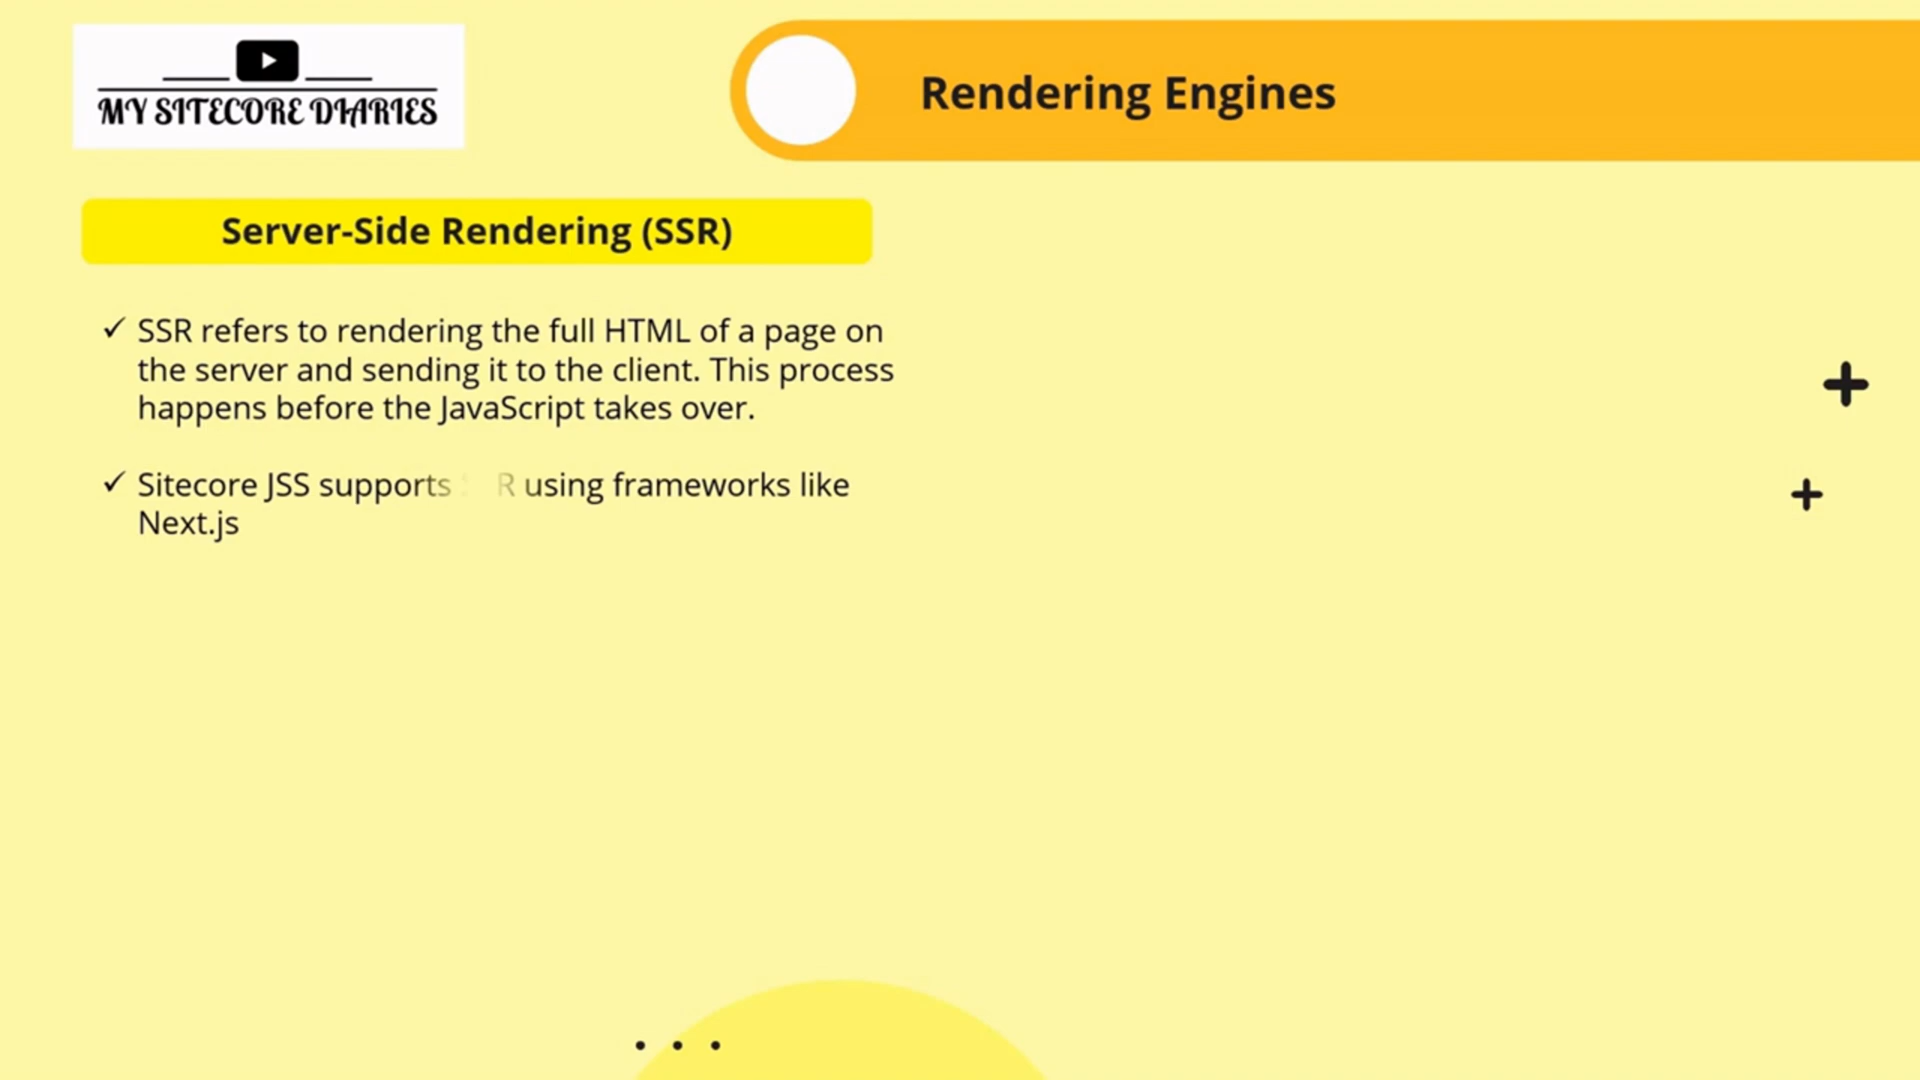 MY SITECORE DIARIES
Rendering Engines
Server-Side Rendering (SSR)
✓ SSR refers to rendering the full HTML of a page on
the server and sending it to the client. This process
happens before the JavaScript takes over.
✓ Sitecore JSS supports using frameworks like
Next.js